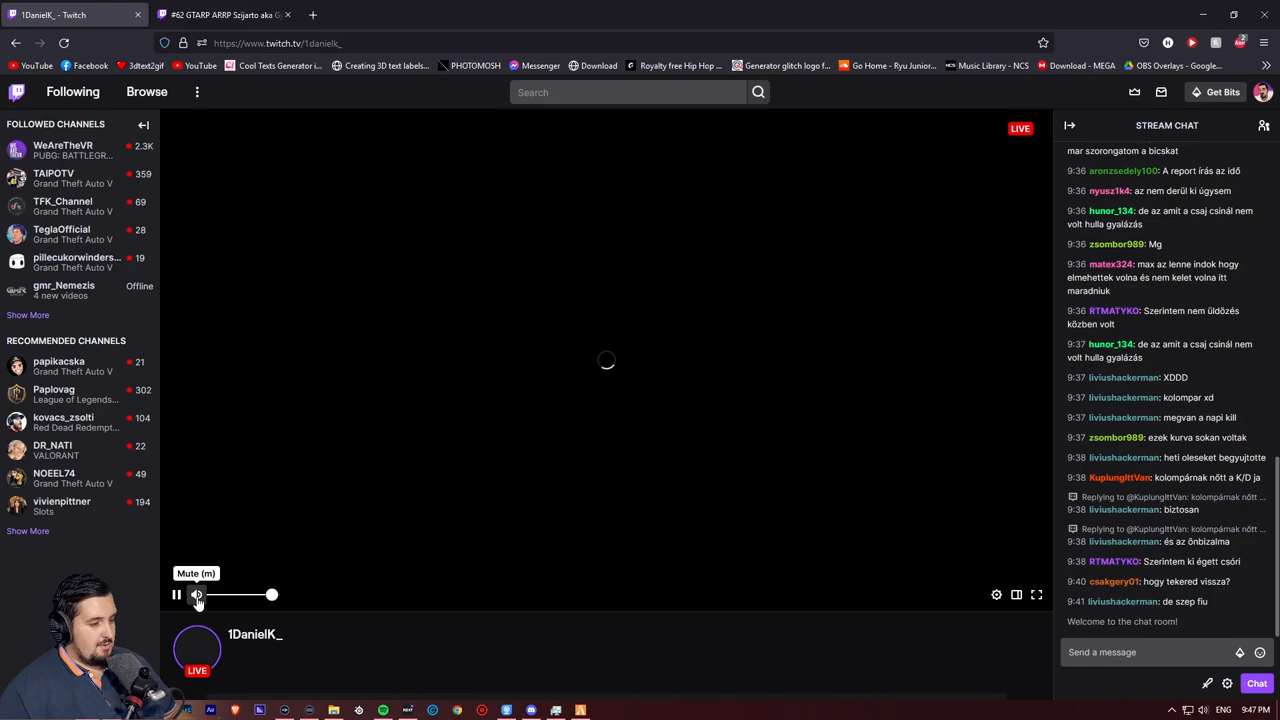 1DanielK_ - Twitch
#62 GTARP ARRP Szijarto aka G
https://www.twitch.tv/1danielk_
YouTube
Facebook
3dtext2gif
YouTube
Cool Texts Generator i...
Creating 3D text labels...
PHOTOMOSH
Messenger
Download
Royalty free Hip Hop ...
Generator glitch logo f...
Go Home - Ryu Junior...
Music Library - NCS
Download - MEGA
OBS Overlays - Google...
Following
Browse
Search
Get Bits
FOLLOWED CHANNELS
WeAreTheVR
2.3K
PUBG: BATTLEGR...
TAIPOTV
359
Grand Theft Auto V
TFK_Channel
69
Grand Theft Auto V
TeglaOfficial
28
Grand Theft Auto V
pillecukorwinders...
19
Grand Theft Auto V
gmr_Nemezis
Offline
4 new videos
Show More
RECOMMENDED CHANNELS
papikacska
21
Grand Theft Auto V
Paplovag
302
League of Legends...
kovacs_zsolti
104
Red Dead Redempt...
DR_NATI
22
VALORANT
NOEEL74
49
Grand Theft Auto V
vivienpittner
194
Slots
Show More
LIVE
Mute (m)
1DanielK_
LIVE
STREAM CHAT
mar szorongatom a bicskat
9:36 aronzsedely100: A report írás az idő
9:36 nyusz1k4: az nem derül ki úgysem
9:36 hunor_134: de az amit a csaj csinál nem
volt hulla gyalázás
9:36 zsombor989: Mg
9:36 matex324: max az lenne indok hogy
elmehettek volna és nem kelet volna itt
maradniuk
9:36 RTMATYKO: Szerintem nem üldözés
közben volt
9:37 hunor_134: de az amit a csaj csinál nem
volt hulla gyalázás
9:37 liviushackerman: XDDD
9:37 liviushackerman: kolompar xd
9:37 liviushackerman: megvan a napi kill
9:37 zsombor989: ezek kurva sokan voltak
9:38 liviushackerman: heti oleseket begyujtotte
9:38 KuplungIttVan: kolompárnak nőtt a K/D ja
Replying to @KuplungIttVan: kolompárnak nőtt ...
9:38 liviushackerman: biztosan
Replying to @KuplungIttVan: kolompárnak nőtt ...
9:38 liviushackerman: és az önbizalma
9:38 RTMATYKO: Szerintem ki égett csóri
9:40 csakgery01: hogy tekered vissza?
9:41 liviushackerman: de szep fiu
Welcome to the chat room!
Send a message
Chat
ENG
9:47 PM